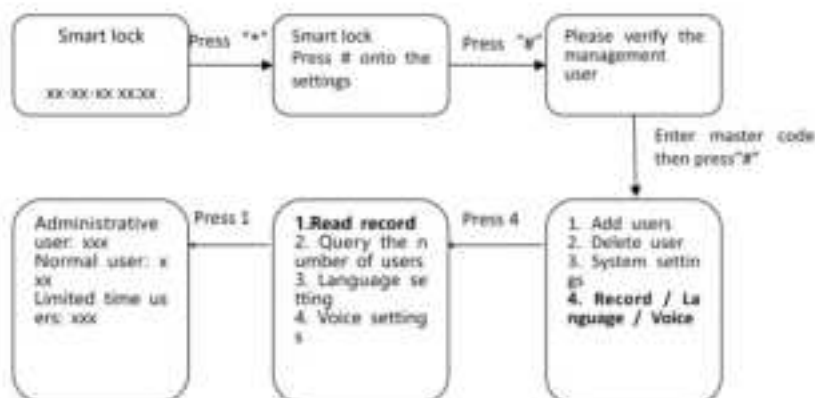 Smart lock
xx-xx-xx xx:xx
Press "*"
Smart lock
Press # onto the
settings
Press "#"
Please verify the
management
user
Enter master code
then press"#"
1. Add users
2. Delete user
3. System settin
gs
4. Record / La
nguage / Voice
Press 4
1.Read record
2. Query the n
umber of users
3. Language se
tting
4. Voice setting
s
Press 1
Administrative
user: xxx
Normal user: x
xx
Limited time us
ers: xxx